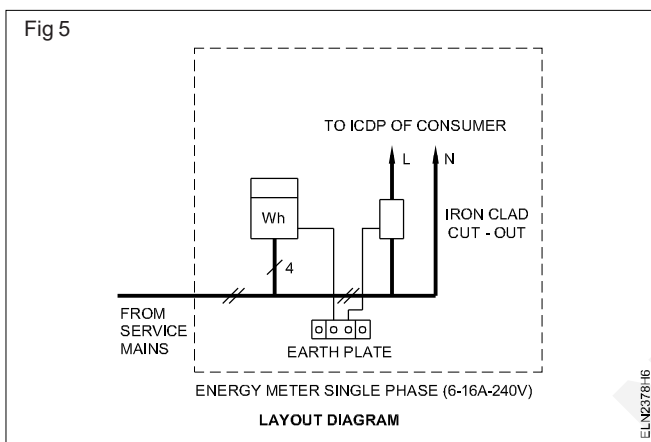 Fig 5
TO ICDP OF CONSUMER
L
N
Wh
IRON CLAD
CUT - OUT
4
FROM
SERVICE
MAINS
EARTH PLATE
ENERGY METER SINGLE PHASE (6-16A-240V)
LAYOUT DIAGRAM
ELN2378H6